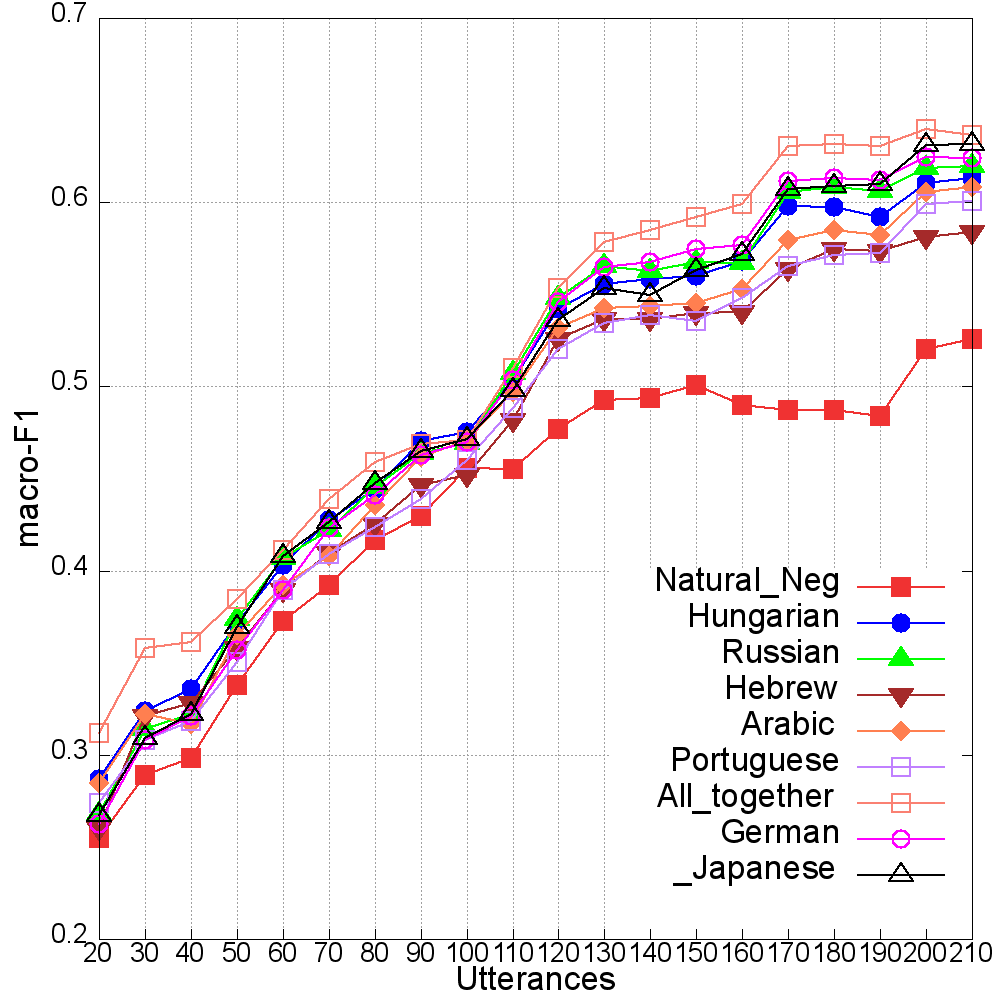 0.7
0.6
0.5
0.4
0.3
0.2
macro-F1
Natural_Neg
Hungarian
Russian
Hebrew
Arabic
Portuguese
All_together
German
_Japanese
20 30 40 50 60 70 80 90 100 110 120 130 140 150 160 170 180 190 200 210
Utterances